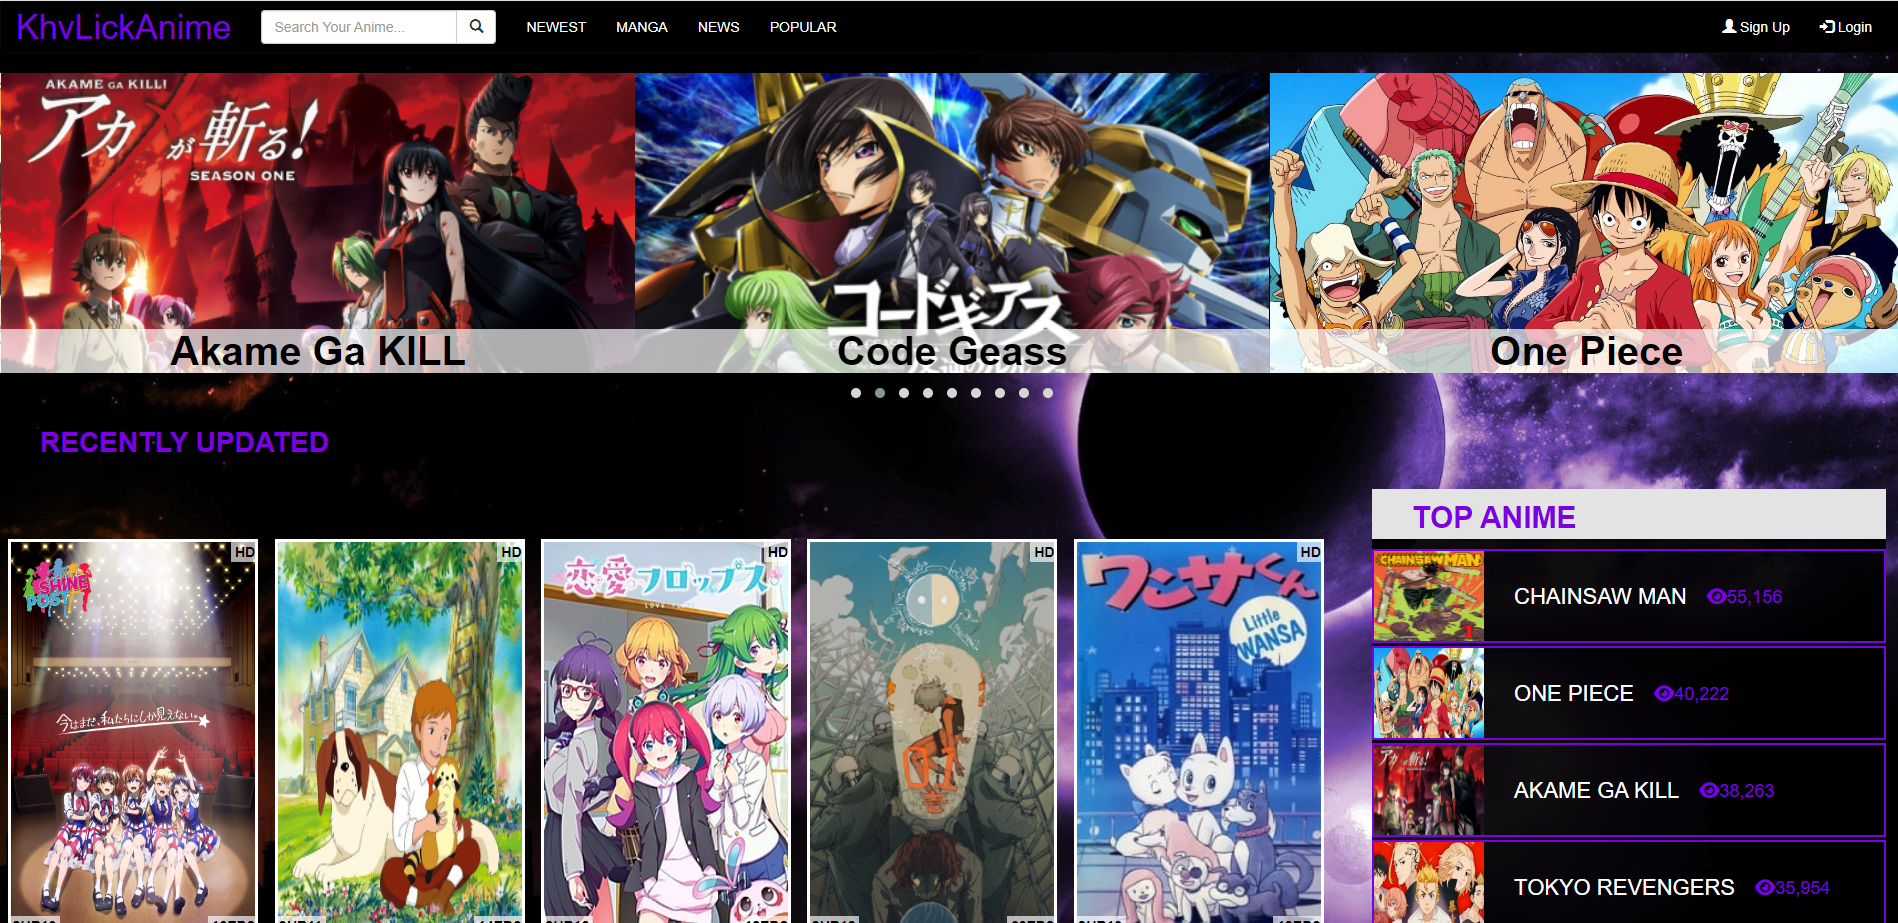 KhvLickAnime
Search Your Anime...
NEWEST
MANGA
NEWS
POPULAR
Sign Up
Login
AKAME GA KILL!
アカメが斬る!
SEASON ONE
Akame Ga KILL
コードギアス
Code Geass
One Piece
RECENTLY UPDATED
TOP ANIME
HD
HD
HD
HD
HD
SHINE
POST
今はまだ、私たちにしか見えない。
恋愛フロップス
LOVE FLOPS
ワンサくん
Little
WANSA
CHAINSAW MAN
CHAINSAW MAN
55,156
ONE PIECE
40,222
AKAME GA KILL
38,263
TOKYO REVENGERS
35,954